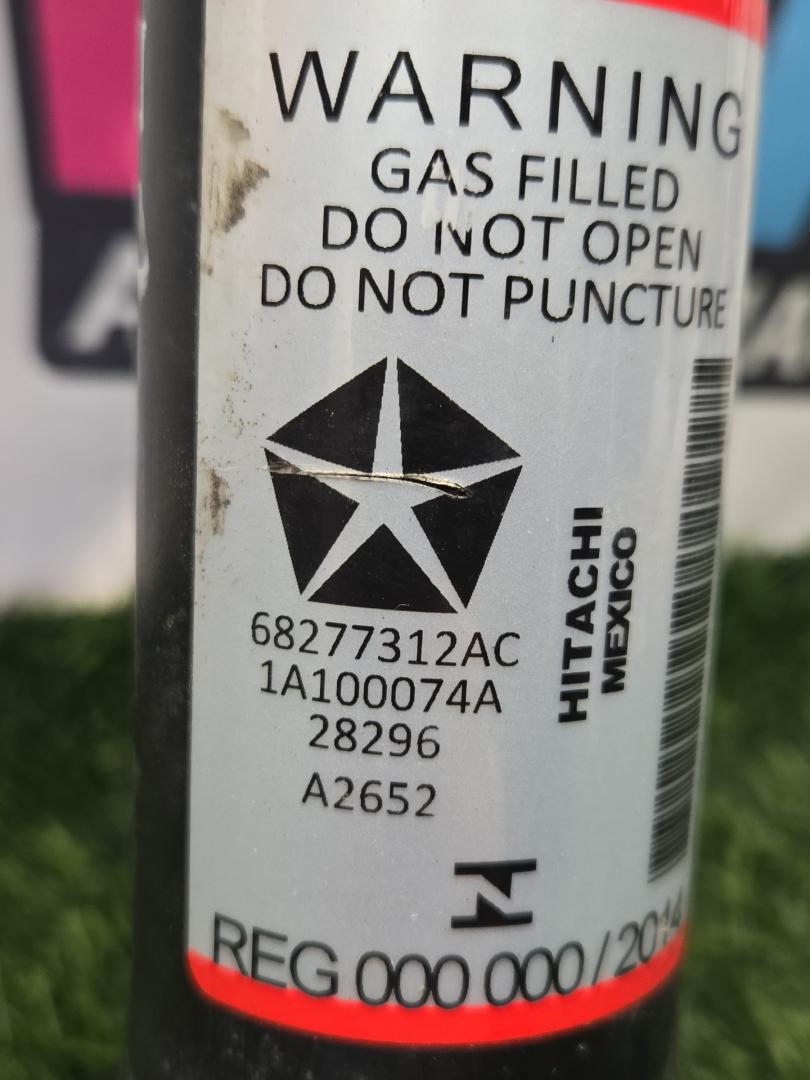 WARNING
GAS FILLED
DO NOT OPEN
DO NOT PUNCTURE
68277312AC
1A100074A
28296
A2652
HITACHI
MEXICO
REG 000 000 / 2014